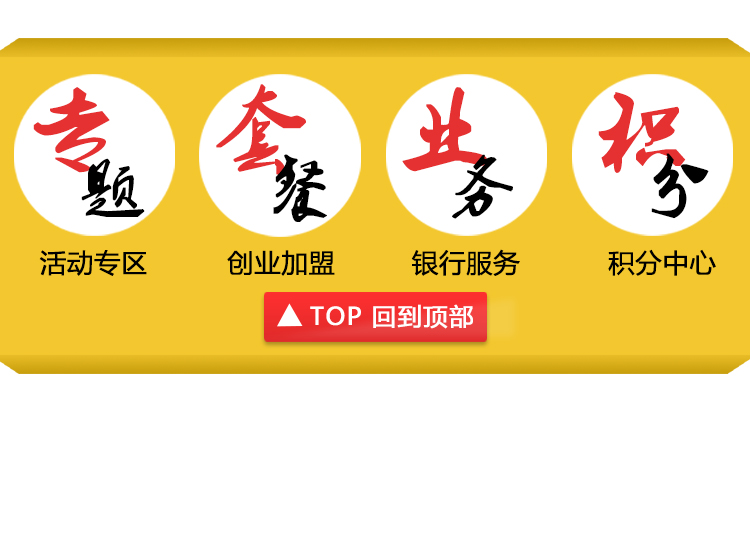 专题
套餐
业务
积分
活动专区
创业加盟
银行服务
积分中心
▲TOP 回到顶部